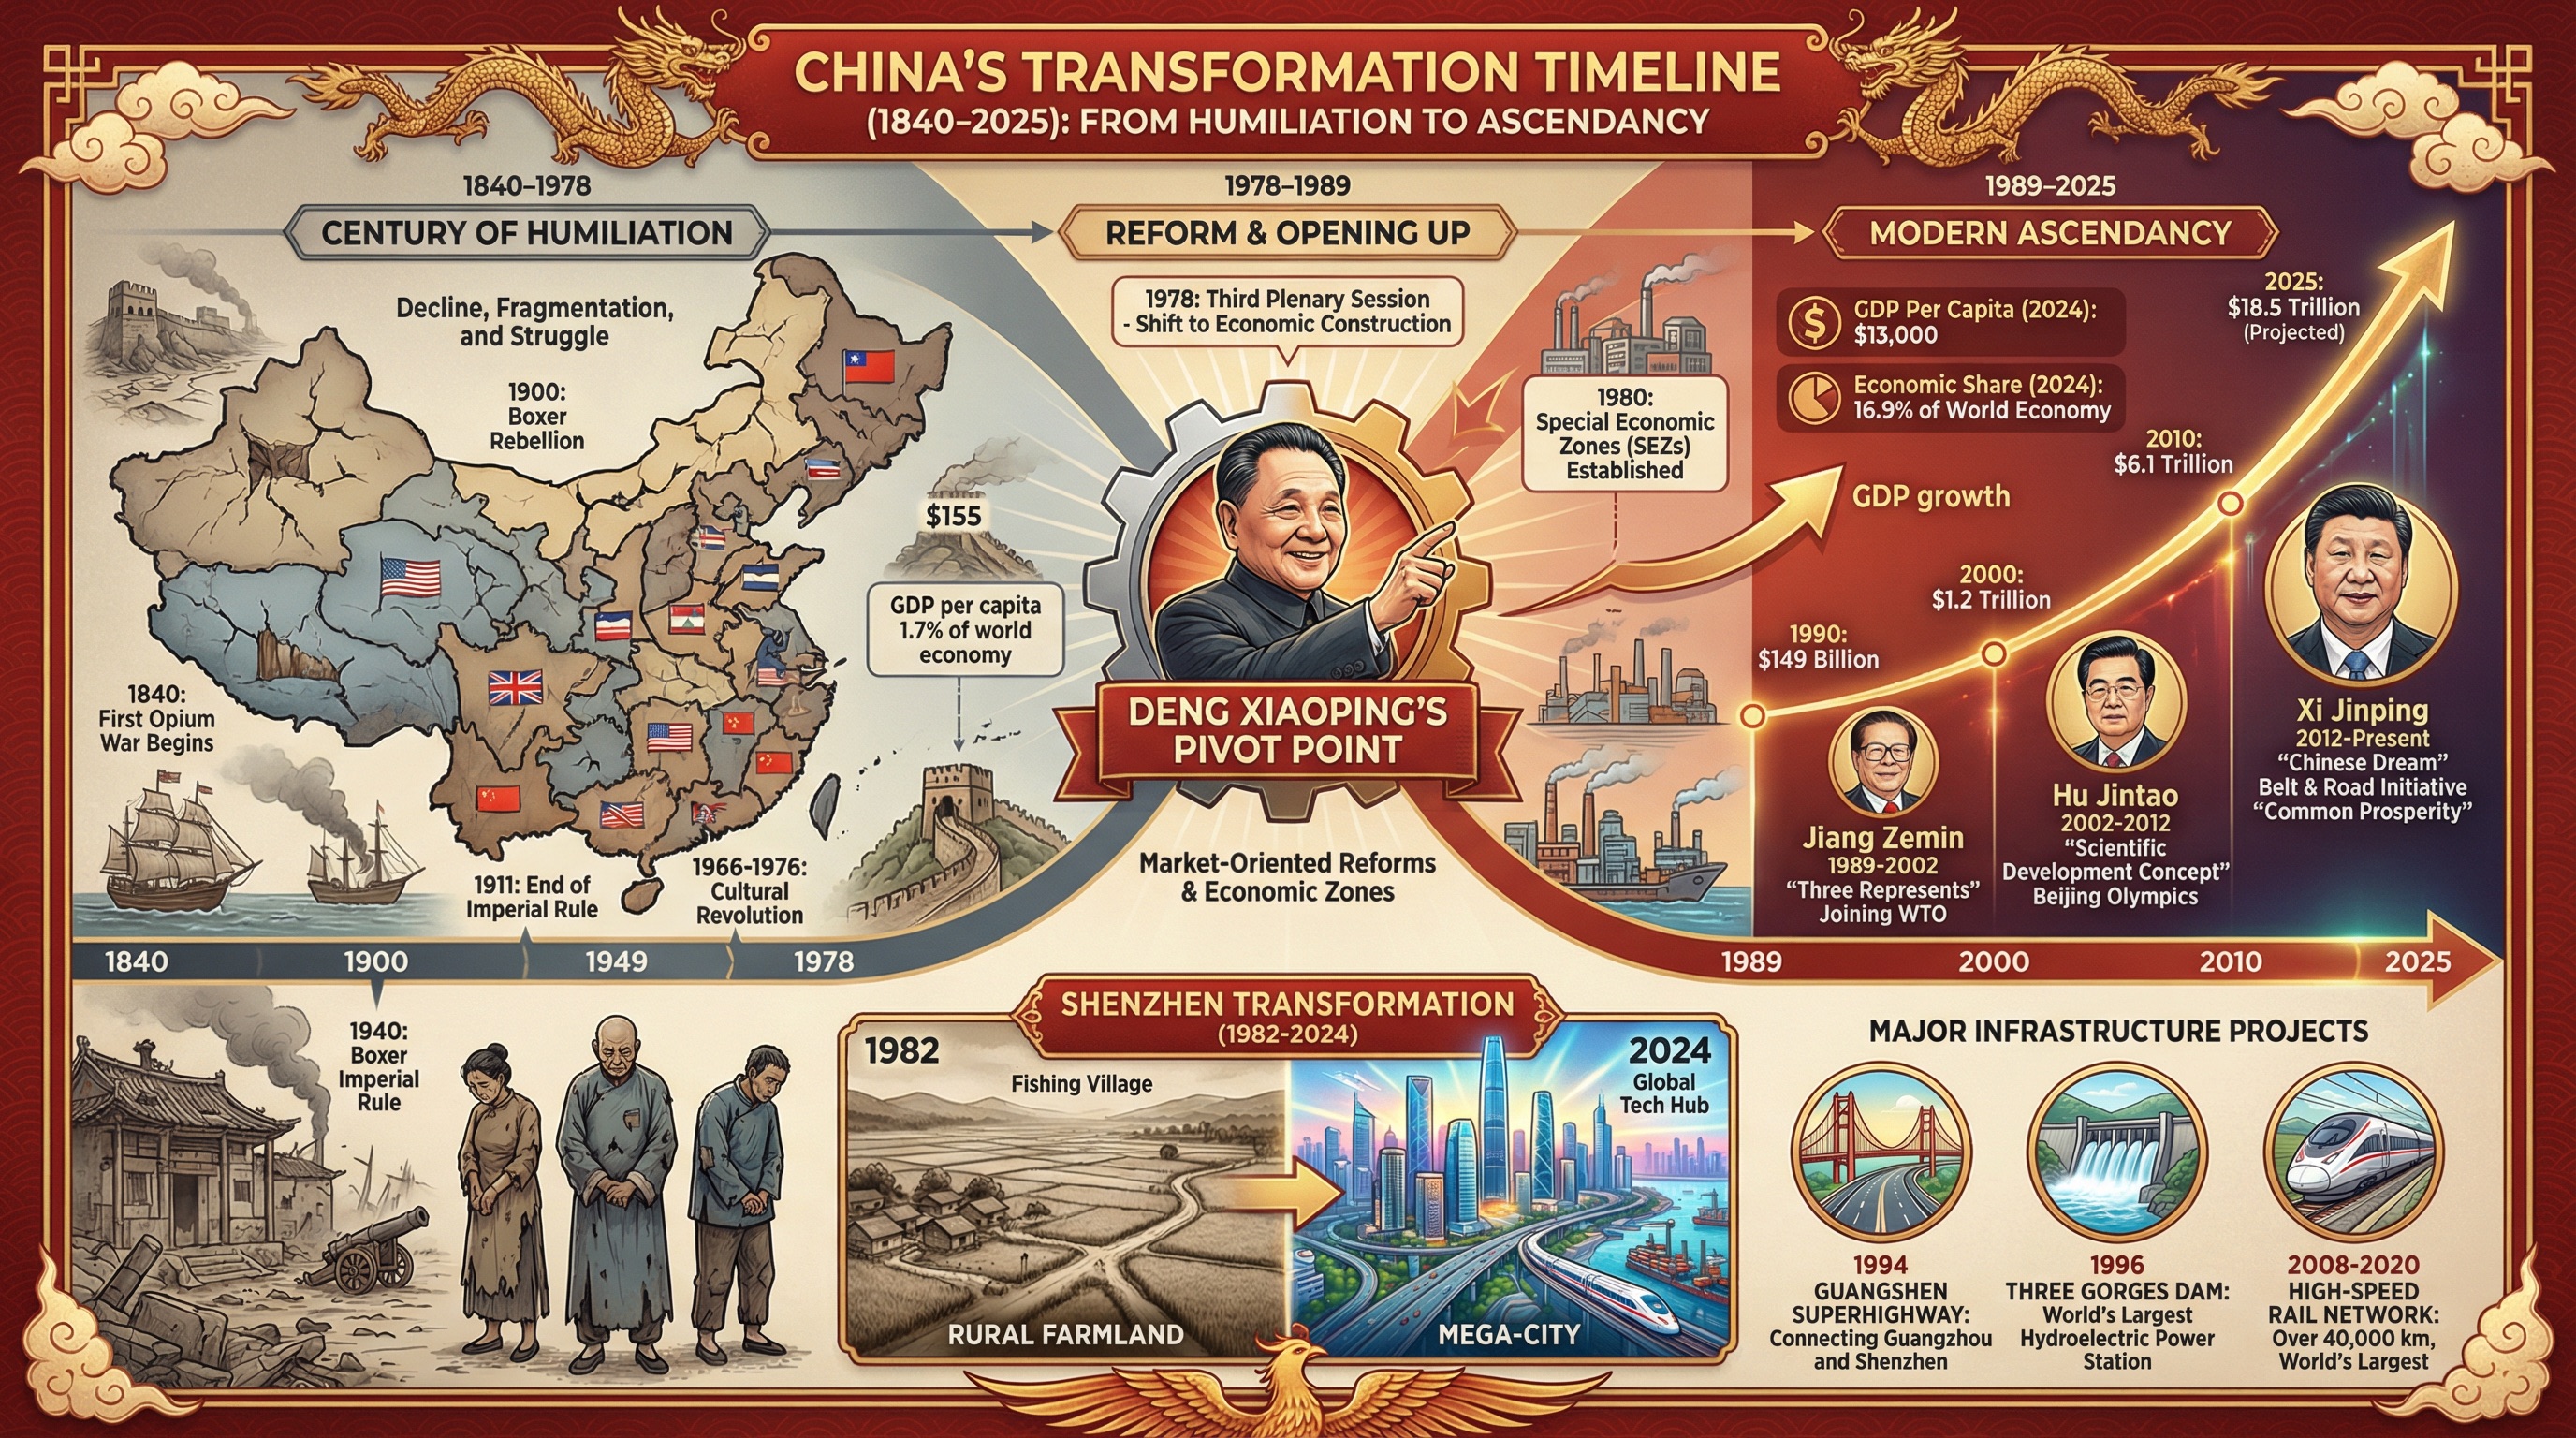 CHINA'S TRANSFORMATION TIMELINE
(1840–2025): FROM HUMILIATION TO ASCENDANCY
1840–1978
CENTURY OF HUMILIATION
Decline, Fragmentation,
and Struggle
1900:
Boxer
Rebellion
1840:
First Opium
War Begins
1911: End of
Imperial Rule
1966-1976:
Cultural
Revolution
$155
GDP per capita
1.7% of world
economy
1978–1989
REFORM & OPENING UP
1978: Third Plenary Session
- Shift to Economic Construction
DENG XIAOPING'S
PIVOT POINT
Market-Oriented Reforms
& Economic Zones
1980:
Special Economic
Zones (SEZs)
Established
1989–2025
MODERN ASCENDANCY
GDP Per Capita (2024):
$13,000
Economic Share (2024):
16.9% of World Economy
GDP growth
1990:
$149 Billion
2000:
$1.2 Trillion
2010:
$6.1 Trillion
2025:
$18.5 Trillion
(Projected)
Jiang Zemin
1989-2002
“Three Represents”
Joining WTO
Hu Jintao
2002-2012
“Scientific
Development Concept”
Beijing Olympics
Xi Jinping
2012-Present
“Chinese Dream”
Belt & Road Initiative
“Common Prosperity”
1840
1900
1949
1978
1989
2000
2010
2025
1940:
Boxer
Imperial
Rule
SHENZHEN TRANSFORMATION
(1982-2024)
1982
Fishing Village
RURAL FARMLAND
2024
Global
Tech Hub
MEGA-CITY
MAJOR INFRASTRUCTURE PROJECTS
1994
GUANGSHEN
SUPERHIGHWAY:
Connecting Guangzhou
and Shenzhen
1996
THREE GORGES DAM:
World's Largest
Hydroelectric Power
Station
2008-2020
HIGH-SPEED
RAIL NETWORK:
Over 40,000 km,
World's Largest